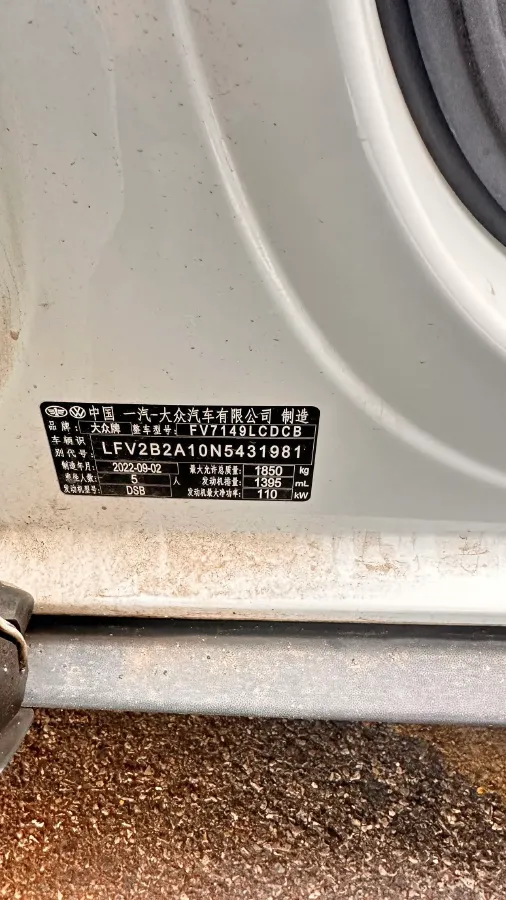 中国 一汽-大众汽车有限公司 制造
品牌: 大众牌 整车型号: FV7149LCDCB
车辆识别代号: LFV2B2A10N5431981
制造年月: 2022-09-02 最大允许总质量: 1850 kg
乘坐人数: 5 人 发动机排量: 1395 mL
发动机型号: DSB 发动机最大净功率: 110 kW